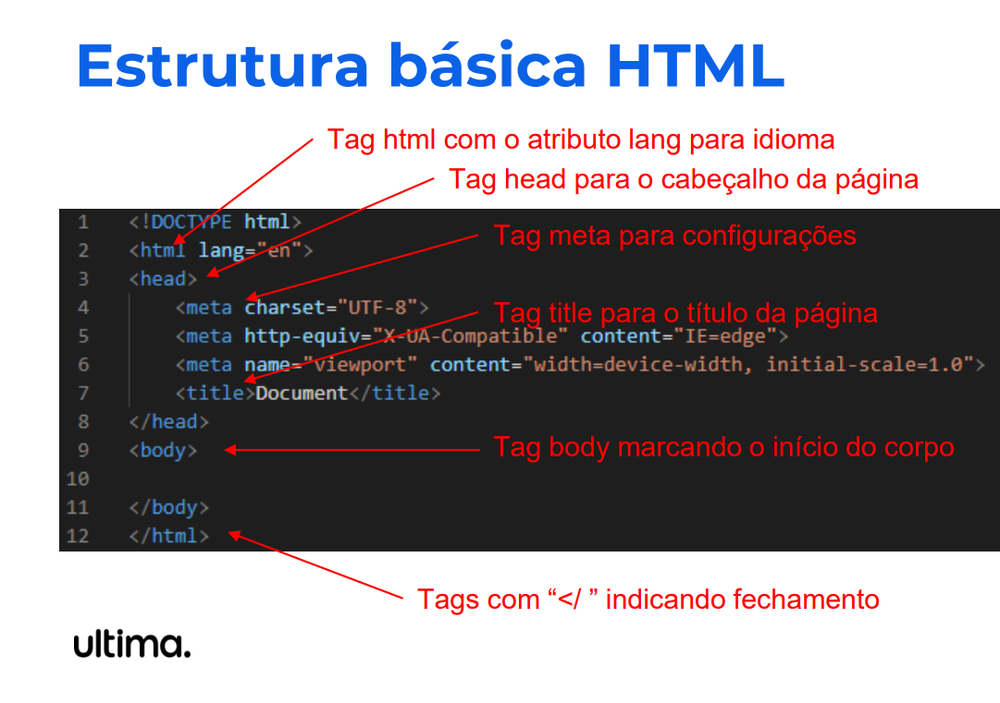 Estrutura básica HTML
Tag html com o atributo lang para idioma
Tag head para o cabeçalho da página
1 <!DOCTYPE html>
Tag meta para configurações
2 <html lang="en">
3 <head>
4 <meta charset="UTF-8">
Tag title para o título da página
5 <meta http-equiv="X-UA-Compatible" content="IE=edge">
6 <meta name="viewport" content="width=device-width, initial-scale=1.0">
7 <title>Document</title>
8 </head>
9 <body>
Tag body marcando o início do corpo
10
11 </body>
12 </html>
Tags com “</ ” indicando fechamento
ultima.